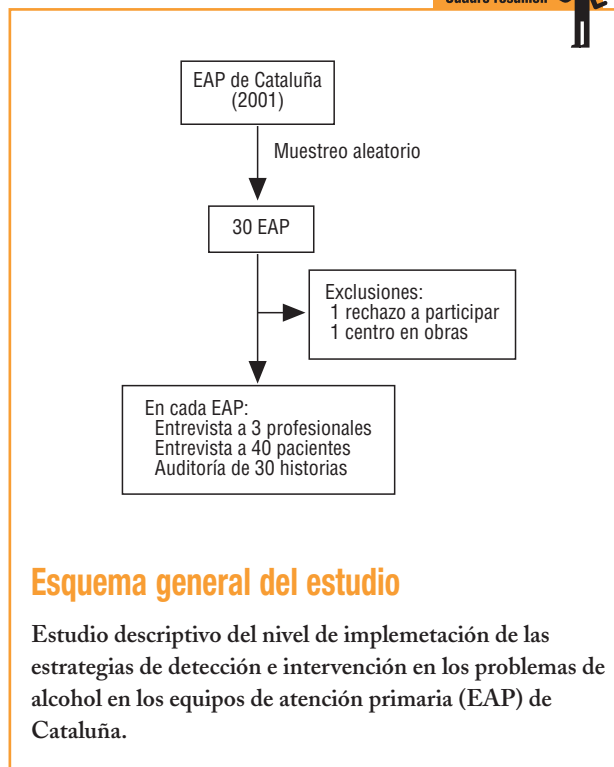 Cuadro resumen
EAP de Cataluña
(2001)
Muestreo aleatorio
30 EAP
Exclusiones:
1 rechazo a participar
1 centro en obras
En cada EAP:
Entrevista a 3 profesionales
Entrevista a 40 pacientes
Auditoría de 30 historias
Esquema general del estudio
Estudio descriptivo del nivel de implemetación de las
estrategias de detección e intervención en los problemas de
alcohol en los equipos de atención primaria (EAP) de
Cataluña.